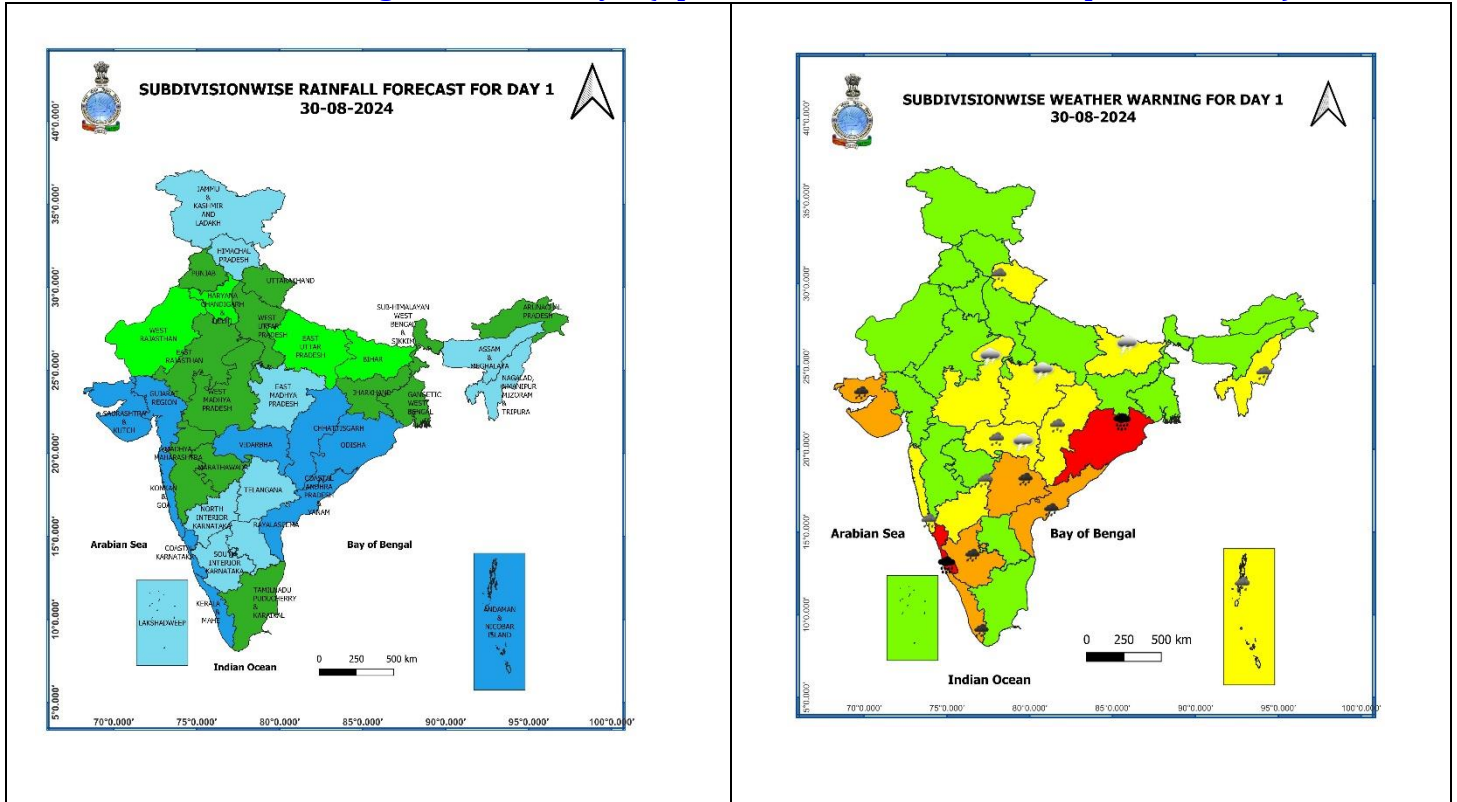 SUBDIVISIONWISE RAINFALL FORECAST FOR DAY 1
30-08-2024
40°0.000'
35°0.000'
30°0.000'
25°0.000'
20°0.000'
15°0.000'
10°0.000'
5°0.000'
JAMMU
&
KASHMIR
AND
LADAKH
HIMACHAL
PRADESH
PUNJAB
UTTARAKHAND
HARYANA
CHANDIGARH
&
DELHI
WEST
UTTAR
PRADESH
SUB-HIMALAYAN
WEST
BENGAL
&
SIKKIM
ARUNACHAL
PRADESH
WEST
RAJASTHAN
EAST
RAJASTHAN
EAST
UTTAR
PRADESH
BIHAR
ASSAM
&
MEGHALAYA
NAGALAD,
MANIPUR
MIZORAM
&
TRIPURA
GUJARAT
REGION
SAURASHTRA
&
KUTCH
WEST
MADHYA
PRADESH
EAST
MADHYA
PRADESH
JHARKHAND
GANGETIC
WEST
BENGAL
CHHATTISGARH
ODISHA
VIDARBHA
MADHYA
MAHARASHTRA
MARATHAWADA
KONKAN
&
GOA
TELANGANA
COASTAL
ANDHRA
PRADESH
&
YANAM
NORTH
INTERIOR
KARNATAKA
RAYALASEEMA
COASTAL
KARNATAKA
SOUTH
INTERIOR
KARNATAKA
TAMILNADU
PUDUCHERRY
&
KARAIKAL
KERALA
&
MAHE
LAKSHADWEEP
ANDAMAN
&
NICOBAR
ISLAND
Arabian Sea
Bay of Bengal
Indian Ocean
0 250 500 km
70°0.000' 75°0.000' 80°0.000' 85°0.000' 90°0.000' 95°0.000' 100°0.000'
SUBDIVISIONWISE WEATHER WARNING FOR DAY 1
30-08-2024
40°0.000'
35°0.000'
30°0.000'
25°0.000'
20°0.000'
15°0.000'
10°0.000'
5°0.000'
Arabian Sea
Bay of Bengal
Indian Ocean
0 250 500 km
70°0.000' 75°0.000' 80°0.000' 85°0.000' 90°0.000' 95°0.000' 100°0.000'